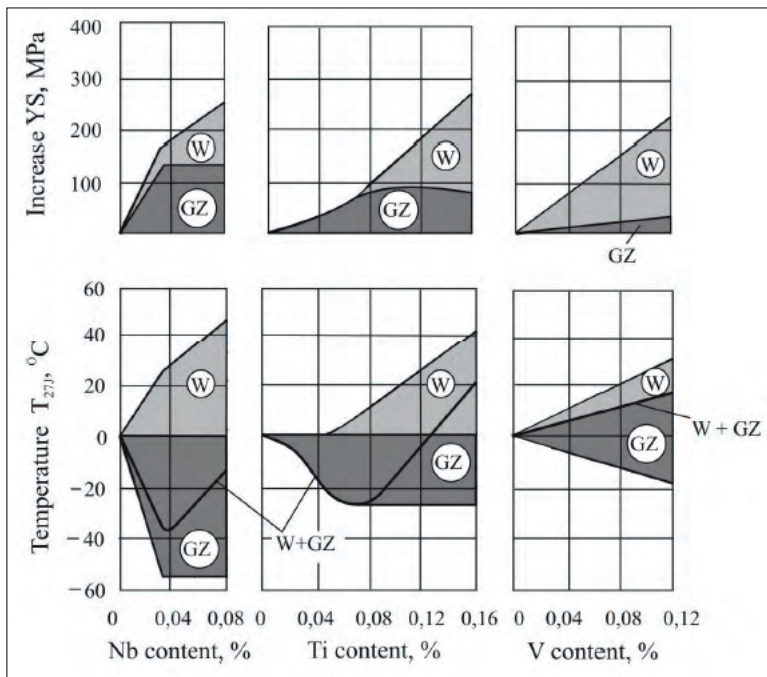 Increase YS, MPa
400
300
200
100
W
GZ
W
GZ
W
GZ
Temperature T27J, °C
60
40
20
0
−20
−40
−60
W
GZ
W
GZ
W+GZ
W
GZ
W + GZ
0 0,04 0,08
Nb content, %
0 0,04 0,08 0,12 0,16
Ti content, %
0 0,04 0,08 0,12
V content, %